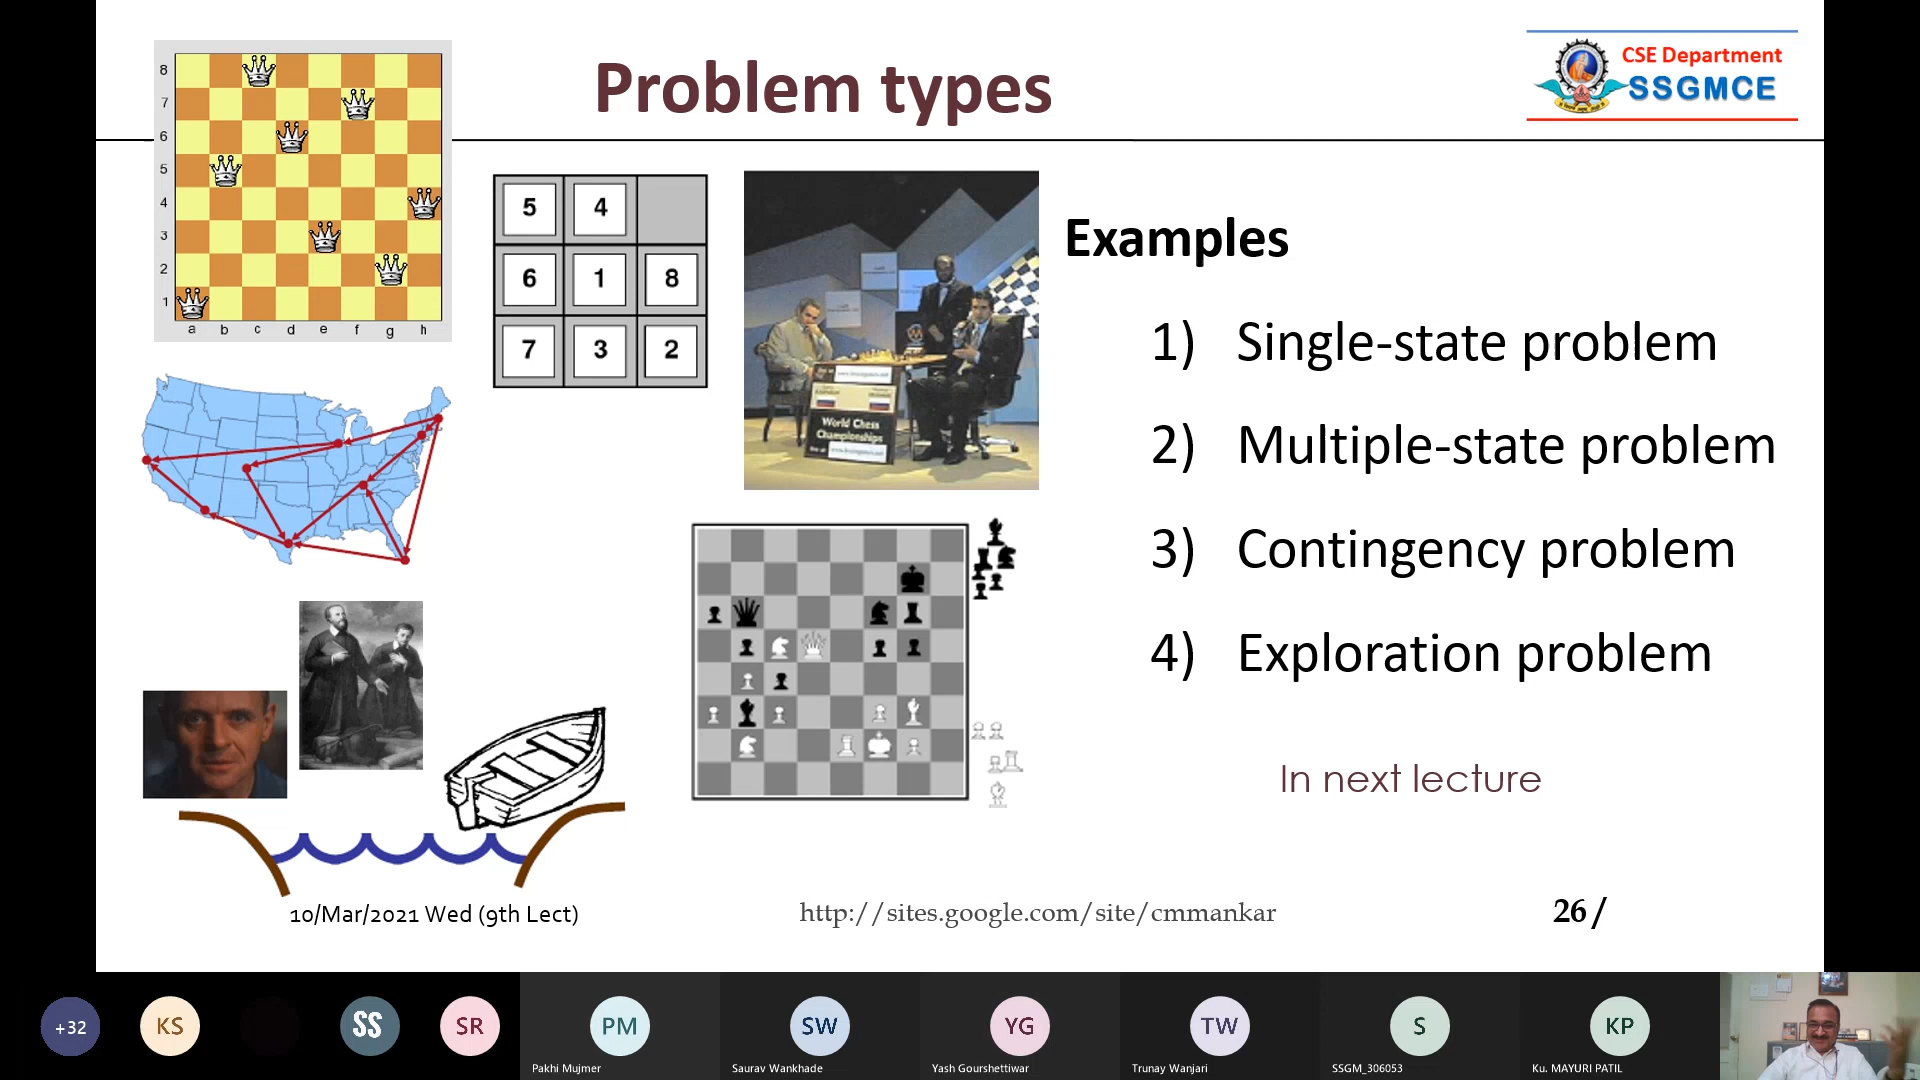 Problem types
CSE Department
SSGMCE
8
7
6
5
4
3
2
1
a b c d e f g h
5 4
6 1 8
7 3 2
World Chess
Championships
Examples
1) Single-state problem
2) Multiple-state problem
3) Contingency problem
4) Exploration problem
In next lecture
10/Mar/2021 Wed (9th Lect)
http://sites.google.com/site/cmmankar
26/
+32
KS
SS
SR
PM
SW
YG
TW
S
KP
Pakhi Mujmer
Saurav Wankhade
Yash Gourshettiwar
Trunay Wanjari
SSGM_306053
Ku. MAYURI PATIL